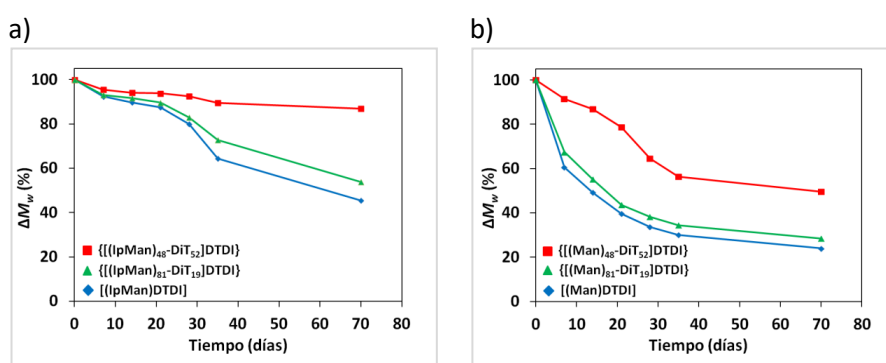 a)
b)
100
80
60
40
20
0
ΔMw (%)
{[(IpMan)48-DiT52]DTDI}
{[(IpMan)81-DiT19]DTDI}
[(IpMan)DTDI]
0 10 20 30 40 50 60 70 80
Tiempo (días)
100
80
60
40
20
0
ΔMw (%)
{[(Man)48-DiT52]DTDI}
{[(Man)81-DiT19]DTDI}
[(Man)DTDI]
0 10 20 30 40 50 60 70 80
Tiempo (días)